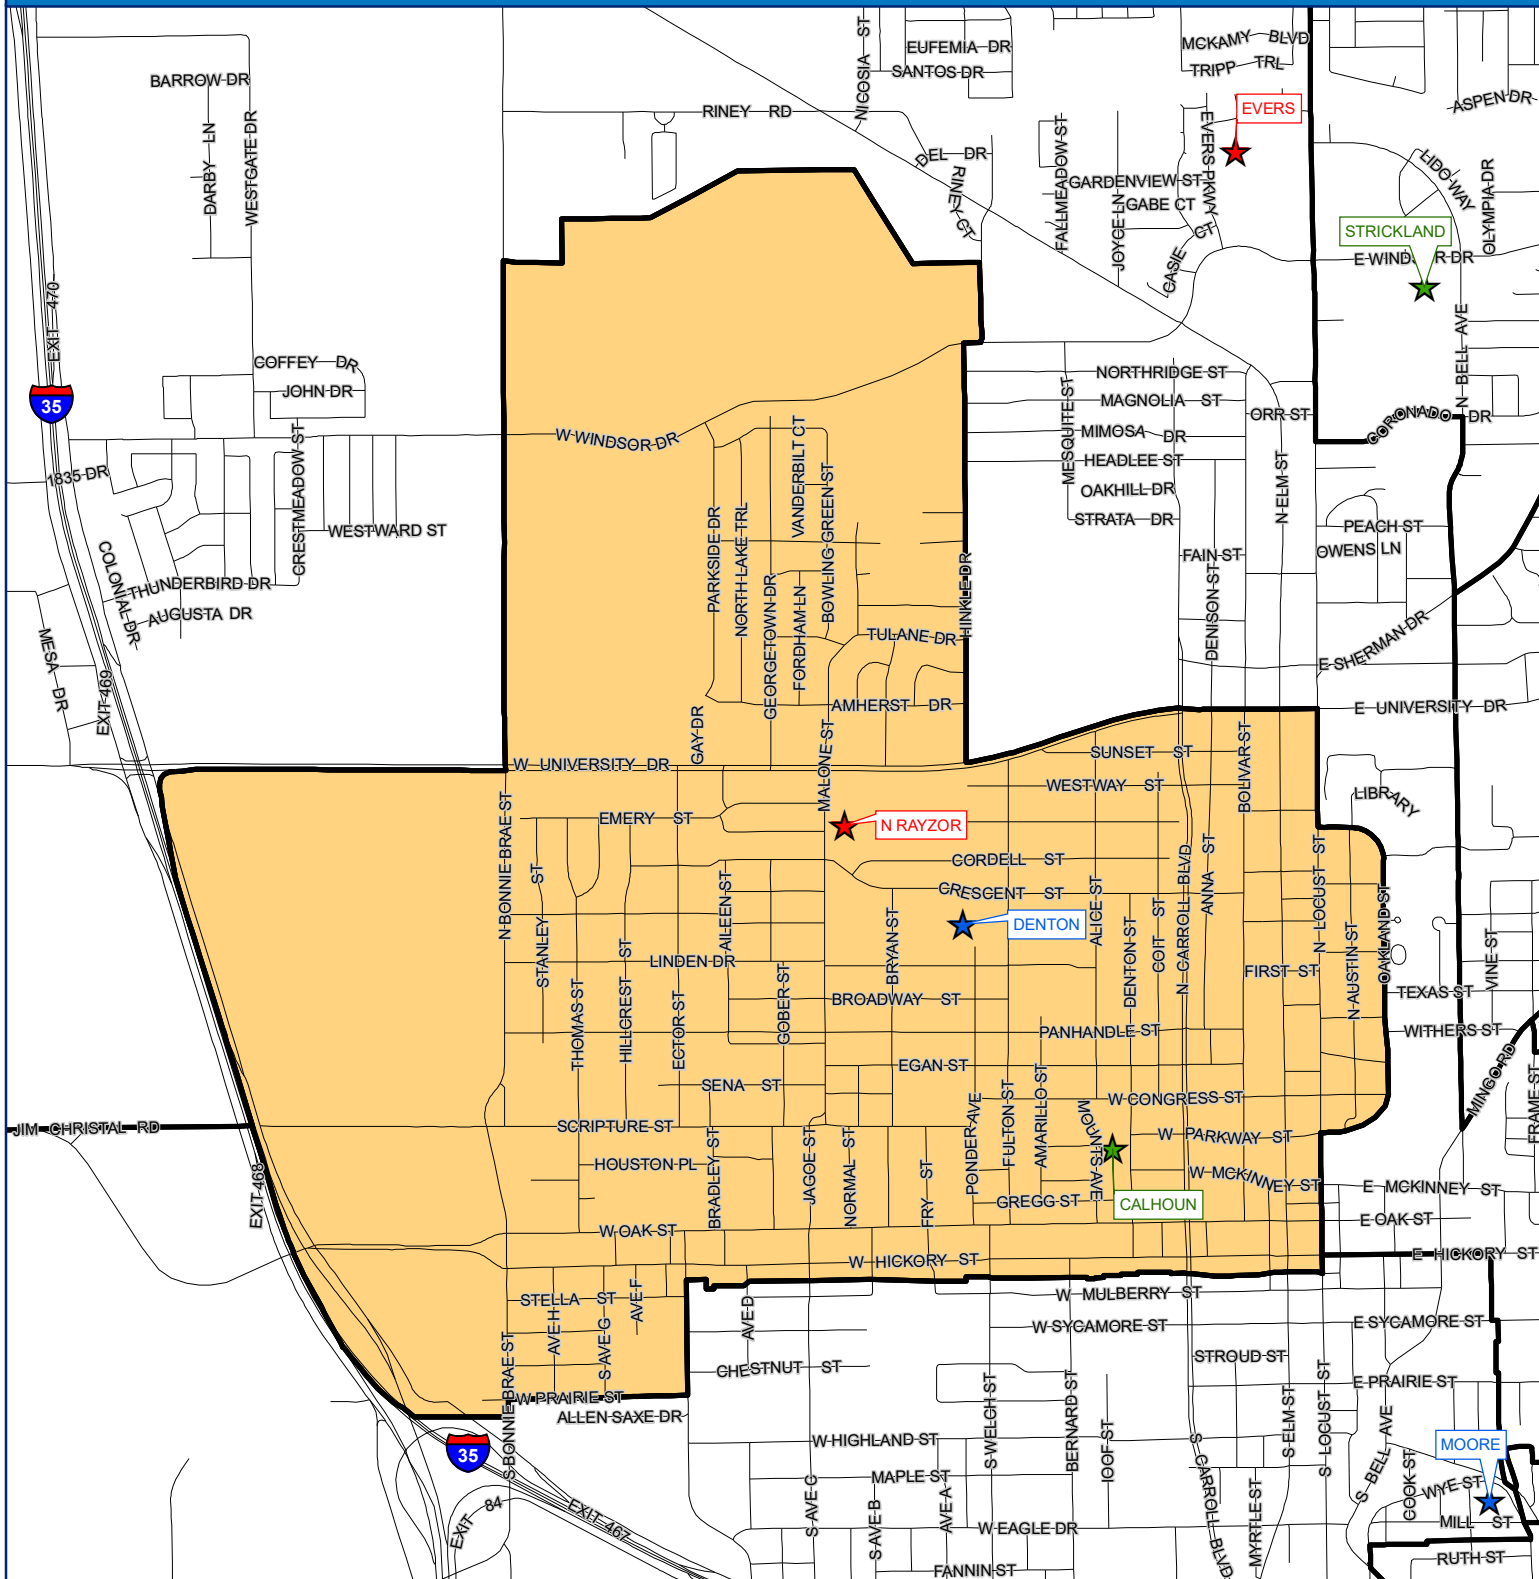 NICOSIA ST
EUFEMIA DR
SANTOS DR
MCKAMY BLVD
TRIPP TRL
BARROW DR
DARBY LN
WESTGATE DR
RINEY RD
EVERS
ASPEN DR
DEL DR
RINEY CT
FALLMEADOW ST
EVERS PKWY
GARDENVIEW ST
GABE CT
JOYCE LN
CASIE CT
LIDO WAY
OLYMPIA DR
STRICKLAND
E WINDSOR DR
N BELL AVE
EXIT 470
35
COFFEY DR
JOHN DR
CRESTMEADOW ST
1835 DR
WESTWARD ST
COLONIAL DR
THUNDERBIRD DR
AUGUSTA DR
MESA DR
EXIT 469
W WINDSOR DR
VANDERBILT CT
BOWLING GREEN ST
PARKSIDE DR
NORTH LAKE TRL
GEORGETOWN DR
FORDHAM LN
HINKLE DR
TULANE DR
AMHERST DR
GAY DR
MALONE ST
MESQUITE ST
NORTHRIDGE ST
MAGNOLIA ST
ORR ST
CORONADO DR
MIMOSA DR
HEADLEE ST
OAKHILL DR
STRATA DR
N ELM ST
FAIN ST
DENISON ST
PEACH ST
OWENS LN
E SHERMAN DR
E UNIVERSITY DR
W UNIVERSITY DR
SUNSET ST
BOLIVAR ST
WESTWAY ST
LIBRARY
N BONNIE BRAE ST
EMERY ST
N RAYZOR
CORDELL ST
CRESCENT ST
DENTON
STANLEY ST
AILEEN ST
BRYAN ST
ALICE ST
DENTON ST
COIT ST
N CARROLL BLVD
ANNA ST
N LOCUST ST
OAKLAND ST
N AUSTIN ST
VINE ST
LINDEN DR
FIRST ST
TEXAS ST
BROADWAY ST
THOMAS ST
HILLCREST ST
ECTOR ST
GOBER ST
PANHANDLE ST
WITHERS ST
EGAN ST
SENA ST
MINGO RD
FRAME ST
W CONGRESS ST
JIM CHRISTAL RD
SCRIPTURE ST
PONDER AVE
FULTON ST
AMARILLO ST
MOUNTS AVE
W PARKWAY ST
HOUSTON PL
BRADLEY ST
JAGOE ST
NORMAL ST
FRY ST
W MCKINNEY ST
E MCKINNEY ST
GREGG ST
CALHOUN
EXIT 468
W OAK ST
E OAK ST
W HICKORY ST
E HICKORY ST
STELLA ST
AVE H
S AVE G
AVE F
AVE D
W MULBERRY ST
W SYCAMORE ST
E SYCAMORE ST
CHESTNUT ST
STROUD ST
W PRAIRIE ST
E PRAIRIE ST
S BONNIE BRAE ST
ALLEN SAXE DR
35
W HIGHLAND ST
S WELCH ST
BERNARD ST
IOOF ST
S CARROLL BLVD
S ELM ST
S LOCUST ST
S BELL AVE
COOK ST
MOORE
MAPLE ST
WYE ST
EXIT 84
EXIT 467
S AVE C
S AVE B
AVE A
W EAGLE DR
MYRTLE ST
MILL ST
FANNIN ST
RUTH ST